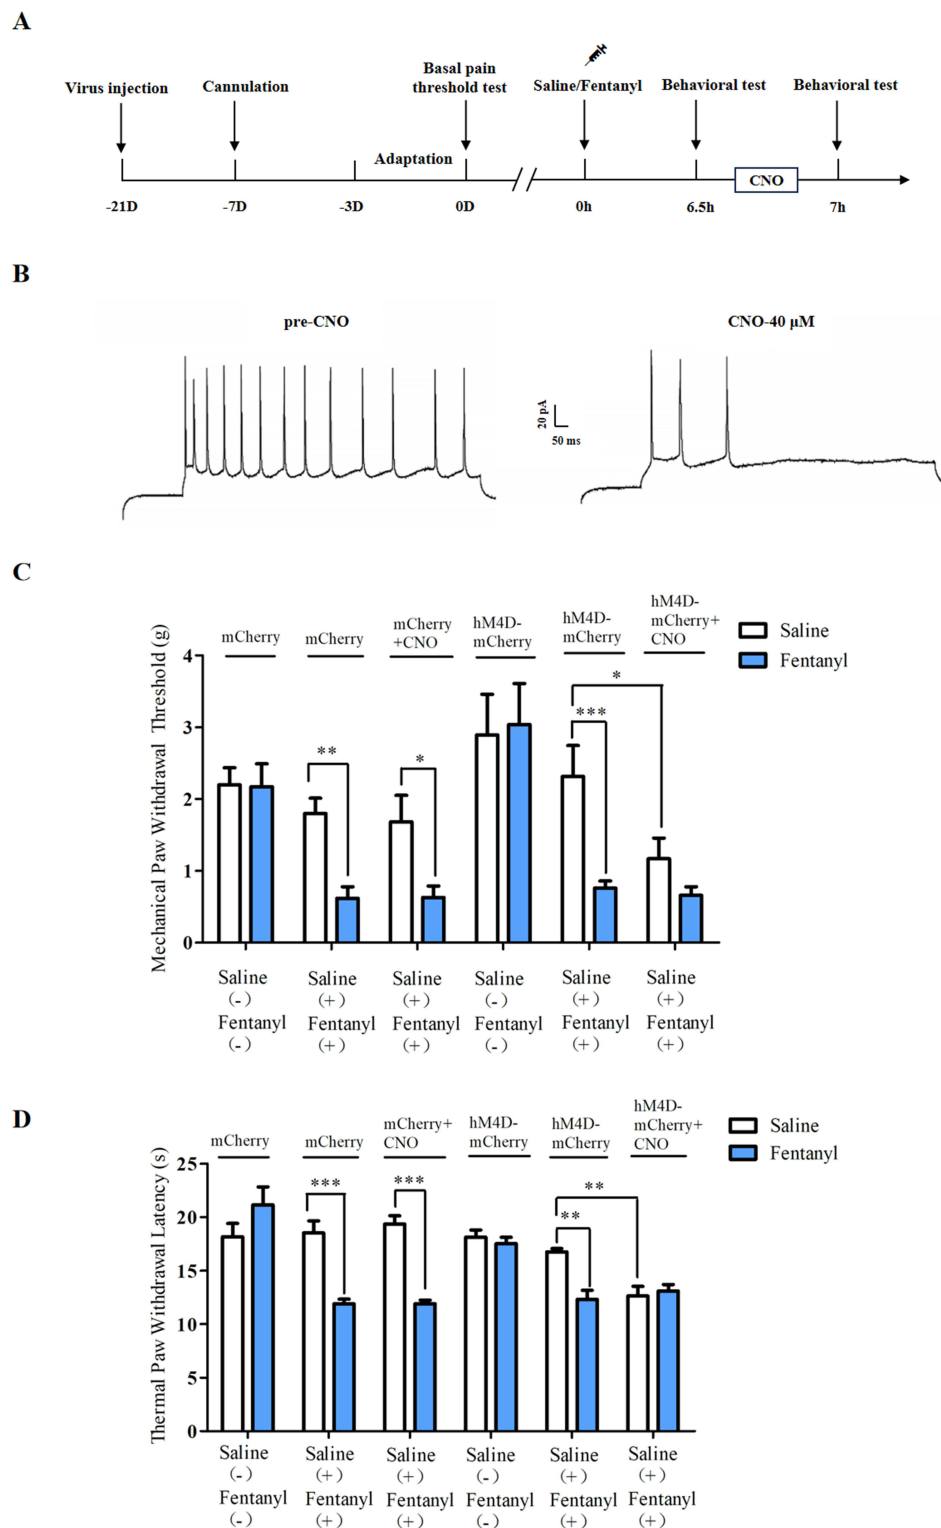 A
Virus injection
Cannulation
Basal pain
threshold test
Saline/Fentanyl
Behavioral test
Behavioral test
Adaptation
CNO
-21D
-7D
-3D
0D
0h
6.5h
7h
B
pre-CNO
CNO-40 μM
20 pA
50 ms
C
mCherry
mCherry
mCherry
+CNO
hM4D-
mCherry
hM4D-
mCherry
hM4D-
mCherry+
CNO
Saline
Fentanyl
Mechanical Paw Withdrawal Threshold (g)
4
3
2
1
0
**
*
***
*
Saline Saline Saline Saline Saline Saline
(-) (+) (+) (-) (+) (+)
Fentanyl Fentanyl Fentanyl Fentanyl Fentanyl Fentanyl
(-) (+) (+) (-) (+) (+)
D
mCherry
mCherry
mCherry+
CNO
hM4D-
mCherry
hM4D-
mCherry
hM4D-
mCherry+
CNO
Saline
Fentanyl
Thermal Paw Withdrawal Latency (s)
25
20
15
10
5
0
***
***
**
**
Saline Saline Saline Saline Saline Saline
(-) (+) (+) (-) (+) (+)
Fentanyl Fentanyl Fentanyl Fentanyl Fentanyl Fentanyl
(-) (+) (+) (-) (+) (+)